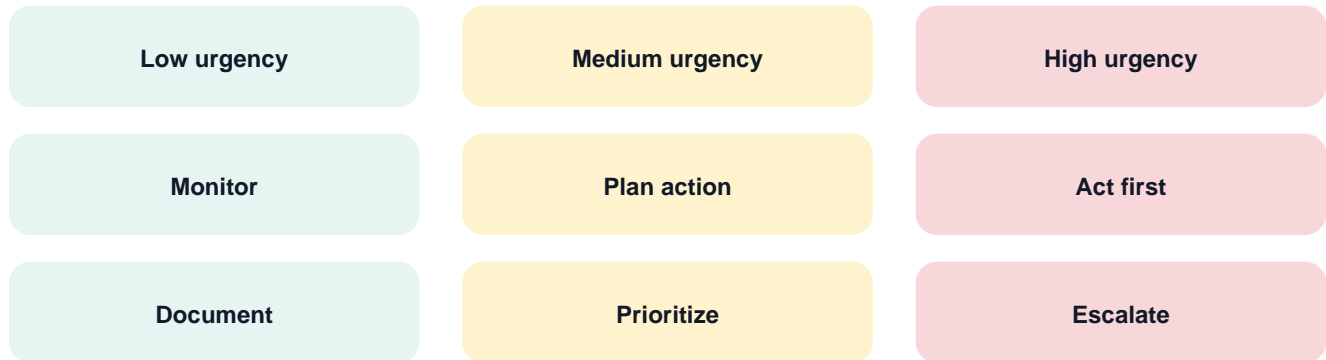 Low urgency
Medium urgency
High urgency
Monitor
Plan action
Act first
Document
Prioritize
Escalate